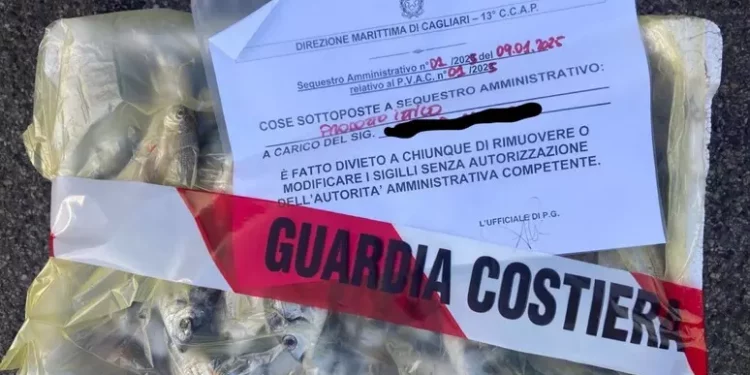 DIREZIONE MARITTIMA DI CAGLIARI - 13° C.C.A.P.
Sequestro Amministrativo n° 01 /2025 del 09.01.2025
relativo al P.V.A.C. n° 01 /2025
COSE SOTTOPOSTE A SEQUESTRO AMMINISTRATIVO:
PRODOTTO ITTICO
A CARICO DEL SIG.
È FATTO DIVIETO A CHIUNQUE DI RIMUOVERE O
MODIFICARE I SIGILLI SENZA AUTORIZZAZIONE
DELL'AUTORITA' AMMINISTRATIVA COMPETENTE.
L'UFFICIALE DI P.G.
GUARDIA COSTIERA